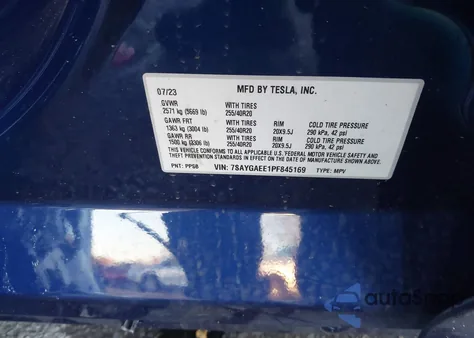 07/23 MFD BY TESLA, INC.
GVWR WITH TIRES
2571 kg (5669 lb) 255/40R20
GAWR FRT WITH TIRES RIM COLD TIRE PRESSURE
1363 kg (3004 lb) 255/40R20 20X9.5J 290 kPa, 42 psi
GAWR RR WITH TIRES RIM COLD TIRE PRESSURE
1500 kg (3306 lb) 255/40R20 20X9.5J 290 kPa, 42 psi
THIS VEHICLE CONFORMS TO ALL APPLICABLE U.S. FEDERAL MOTOR VEHICLE SAFETY AND
THEFT PREVENTION STANDARDS IN EFFECT ON THE DATE OF MANUFACTURE SHOWN ABOVE.
PNT: PPSB VIN: 7SAYGAEE1PF845169 TYPE: MPV